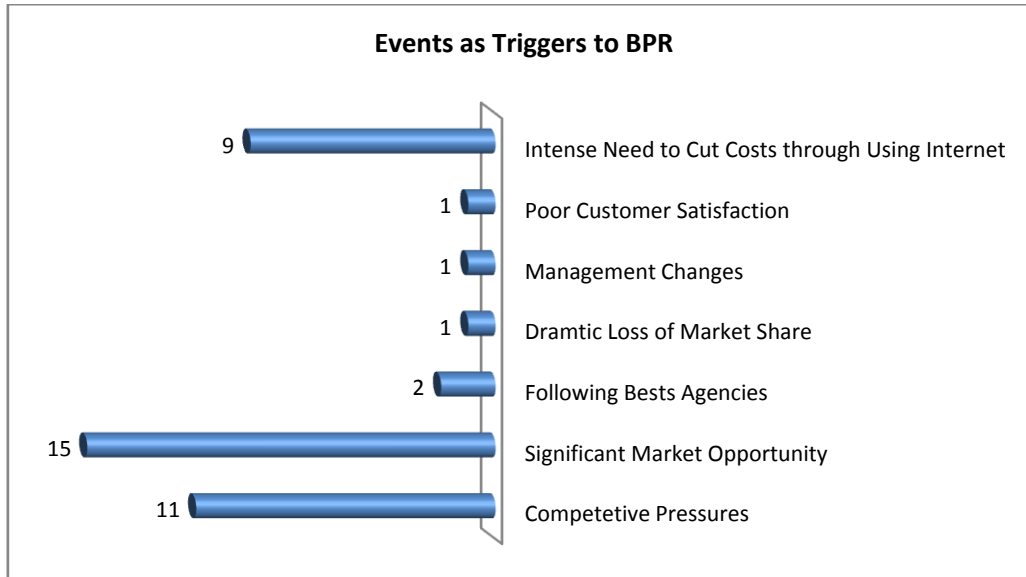 Events as Triggers to BPR
9 Intense Need to Cut Costs through Using Internet
1 Poor Customer Satisfaction
1 Management Changes
1 Dramtic Loss of Market Share
2 Following Bests Agencies
15 Significant Market Opportunity
11 Competetive Pressures